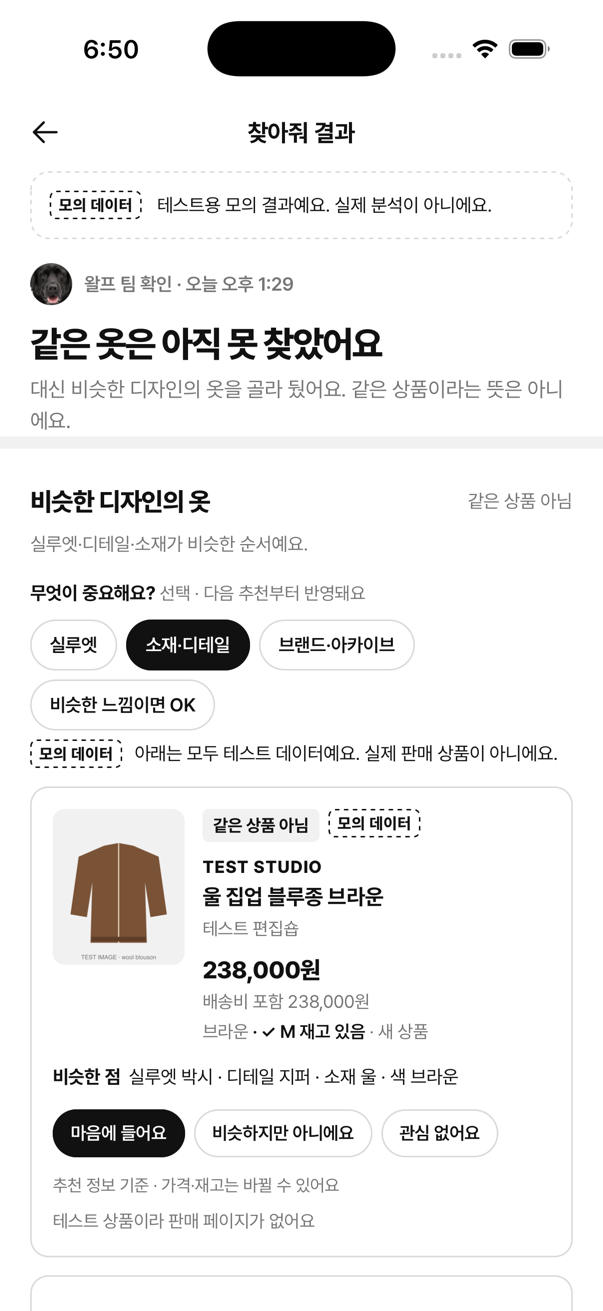 6:50
찾아줘 결과
모의 데이터 테스트용 모의 결과예요. 실제 분석이 아니에요.
왈프 팀 확인 · 오늘 오후 1:29
같은 옷은 아직 못 찾았어요
대신 비슷한 디자인의 옷을 골라 뒀어요. 같은 상품이라는 뜻은 아니
에요.
비슷한 디자인의 옷 같은 상품 아님
실루엣·디테일·소재가 비슷한 순서예요.
무엇이 중요해요? 선택 · 다음 추천부터 반영돼요
실루엣 소재·디테일 브랜드·아카이브
비슷한 느낌이면 OK
모의 데이터 아래는 모두 테스트 데이터예요. 실제 판매 상품이 아니에요.
같은 상품 아님 모의 데이터
TEST STUDIO
울 집업 블루종 브라운
테스트 편집숍
TEST IMAGE · wool blouson
238,000원
배송비 포함 238,000원
브라운 · ✓ M 재고 있음 · 새 상품
비슷한 점 실루엣 박시 · 디테일 지퍼 · 소재 울 · 색 브라운
마음에 들어요 비슷하지만 아니에요 관심 없어요
추천 정보 기준 · 가격·재고는 바뀔 수 있어요
테스트 상품이라 판매 페이지가 없어요